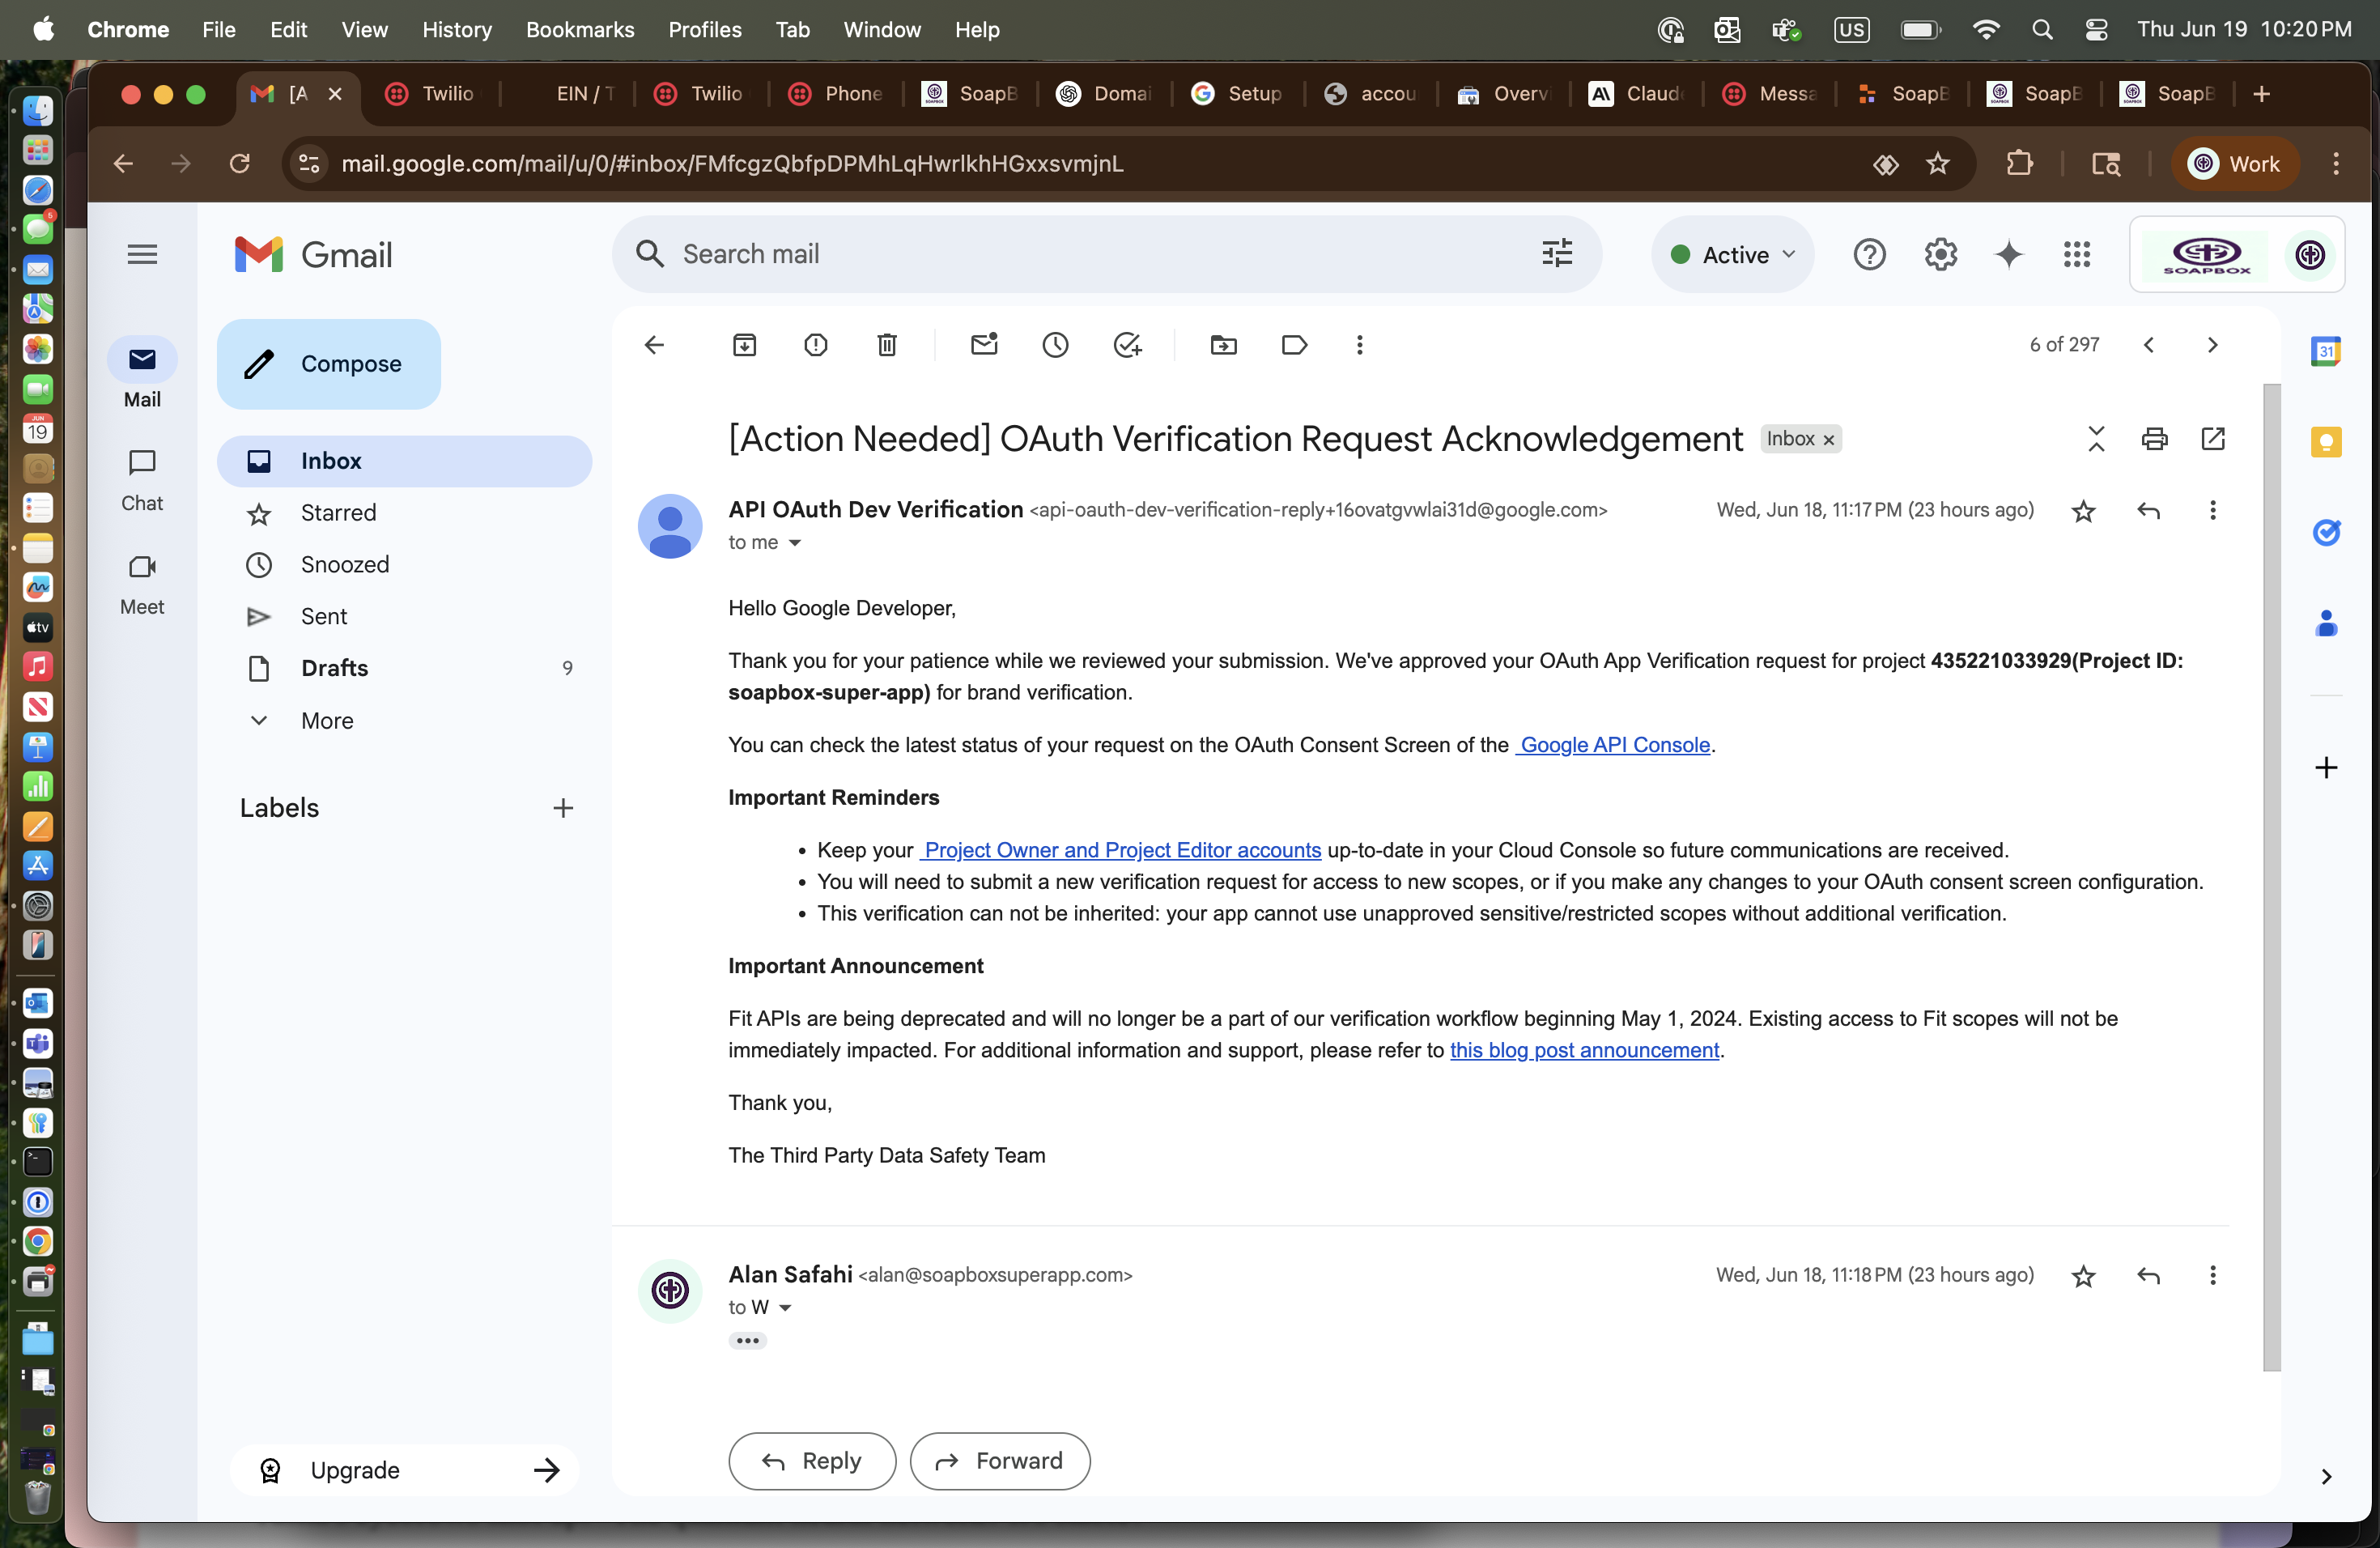 Chrome File Edit View History Bookmarks Profiles Tab Window Help US Thu Jun 19 10:20 PM
[A Twilio EIN / T Twilio Phone SoapB Domai Setup accou Overvi Claude Messa SoapB SoapB SoapB
mail.google.com/mail/u/0/#inbox/FMfcgzQbfpDPMhLqHwrlkhHGxxsvmjnL Work
Gmail Search mail Active SOAPBOX
Mail
Chat
Meet
Compose
Inbox
Starred
Snoozed
Sent
Drafts 9
More
Labels
Upgrade
6 of 297
[Action Needed] OAuth Verification Request Acknowledgement Inbox ×
API OAuth Dev Verification <api-oauth-dev-verification-reply+16ovatgvwlai31d@google.com> Wed, Jun 18, 11:17 PM (23 hours ago)
to me
Hello Google Developer,
Thank you for your patience while we reviewed your submission. We've approved your OAuth App Verification request for project 435221033929(Project ID:
soapbox-super-app) for brand verification.
You can check the latest status of your request on the OAuth Consent Screen of the Google API Console.
Important Reminders
• Keep your Project Owner and Project Editor accounts up-to-date in your Cloud Console so future communications are received.
• You will need to submit a new verification request for access to new scopes, or if you make any changes to your OAuth consent screen configuration.
• This verification can not be inherited: your app cannot use unapproved sensitive/restricted scopes without additional verification.
Important Announcement
Fit APIs are being deprecated and will no longer be a part of our verification workflow beginning May 1, 2024. Existing access to Fit scopes will not be
immediately impacted. For additional information and support, please refer to this blog post announcement.
Thank you,
The Third Party Data Safety Team
Alan Safahi <alan@soapboxsuperapp.com> Wed, Jun 18, 11:18 PM (23 hours ago)
to W
Reply Forward
31
5
JUN
19
tv